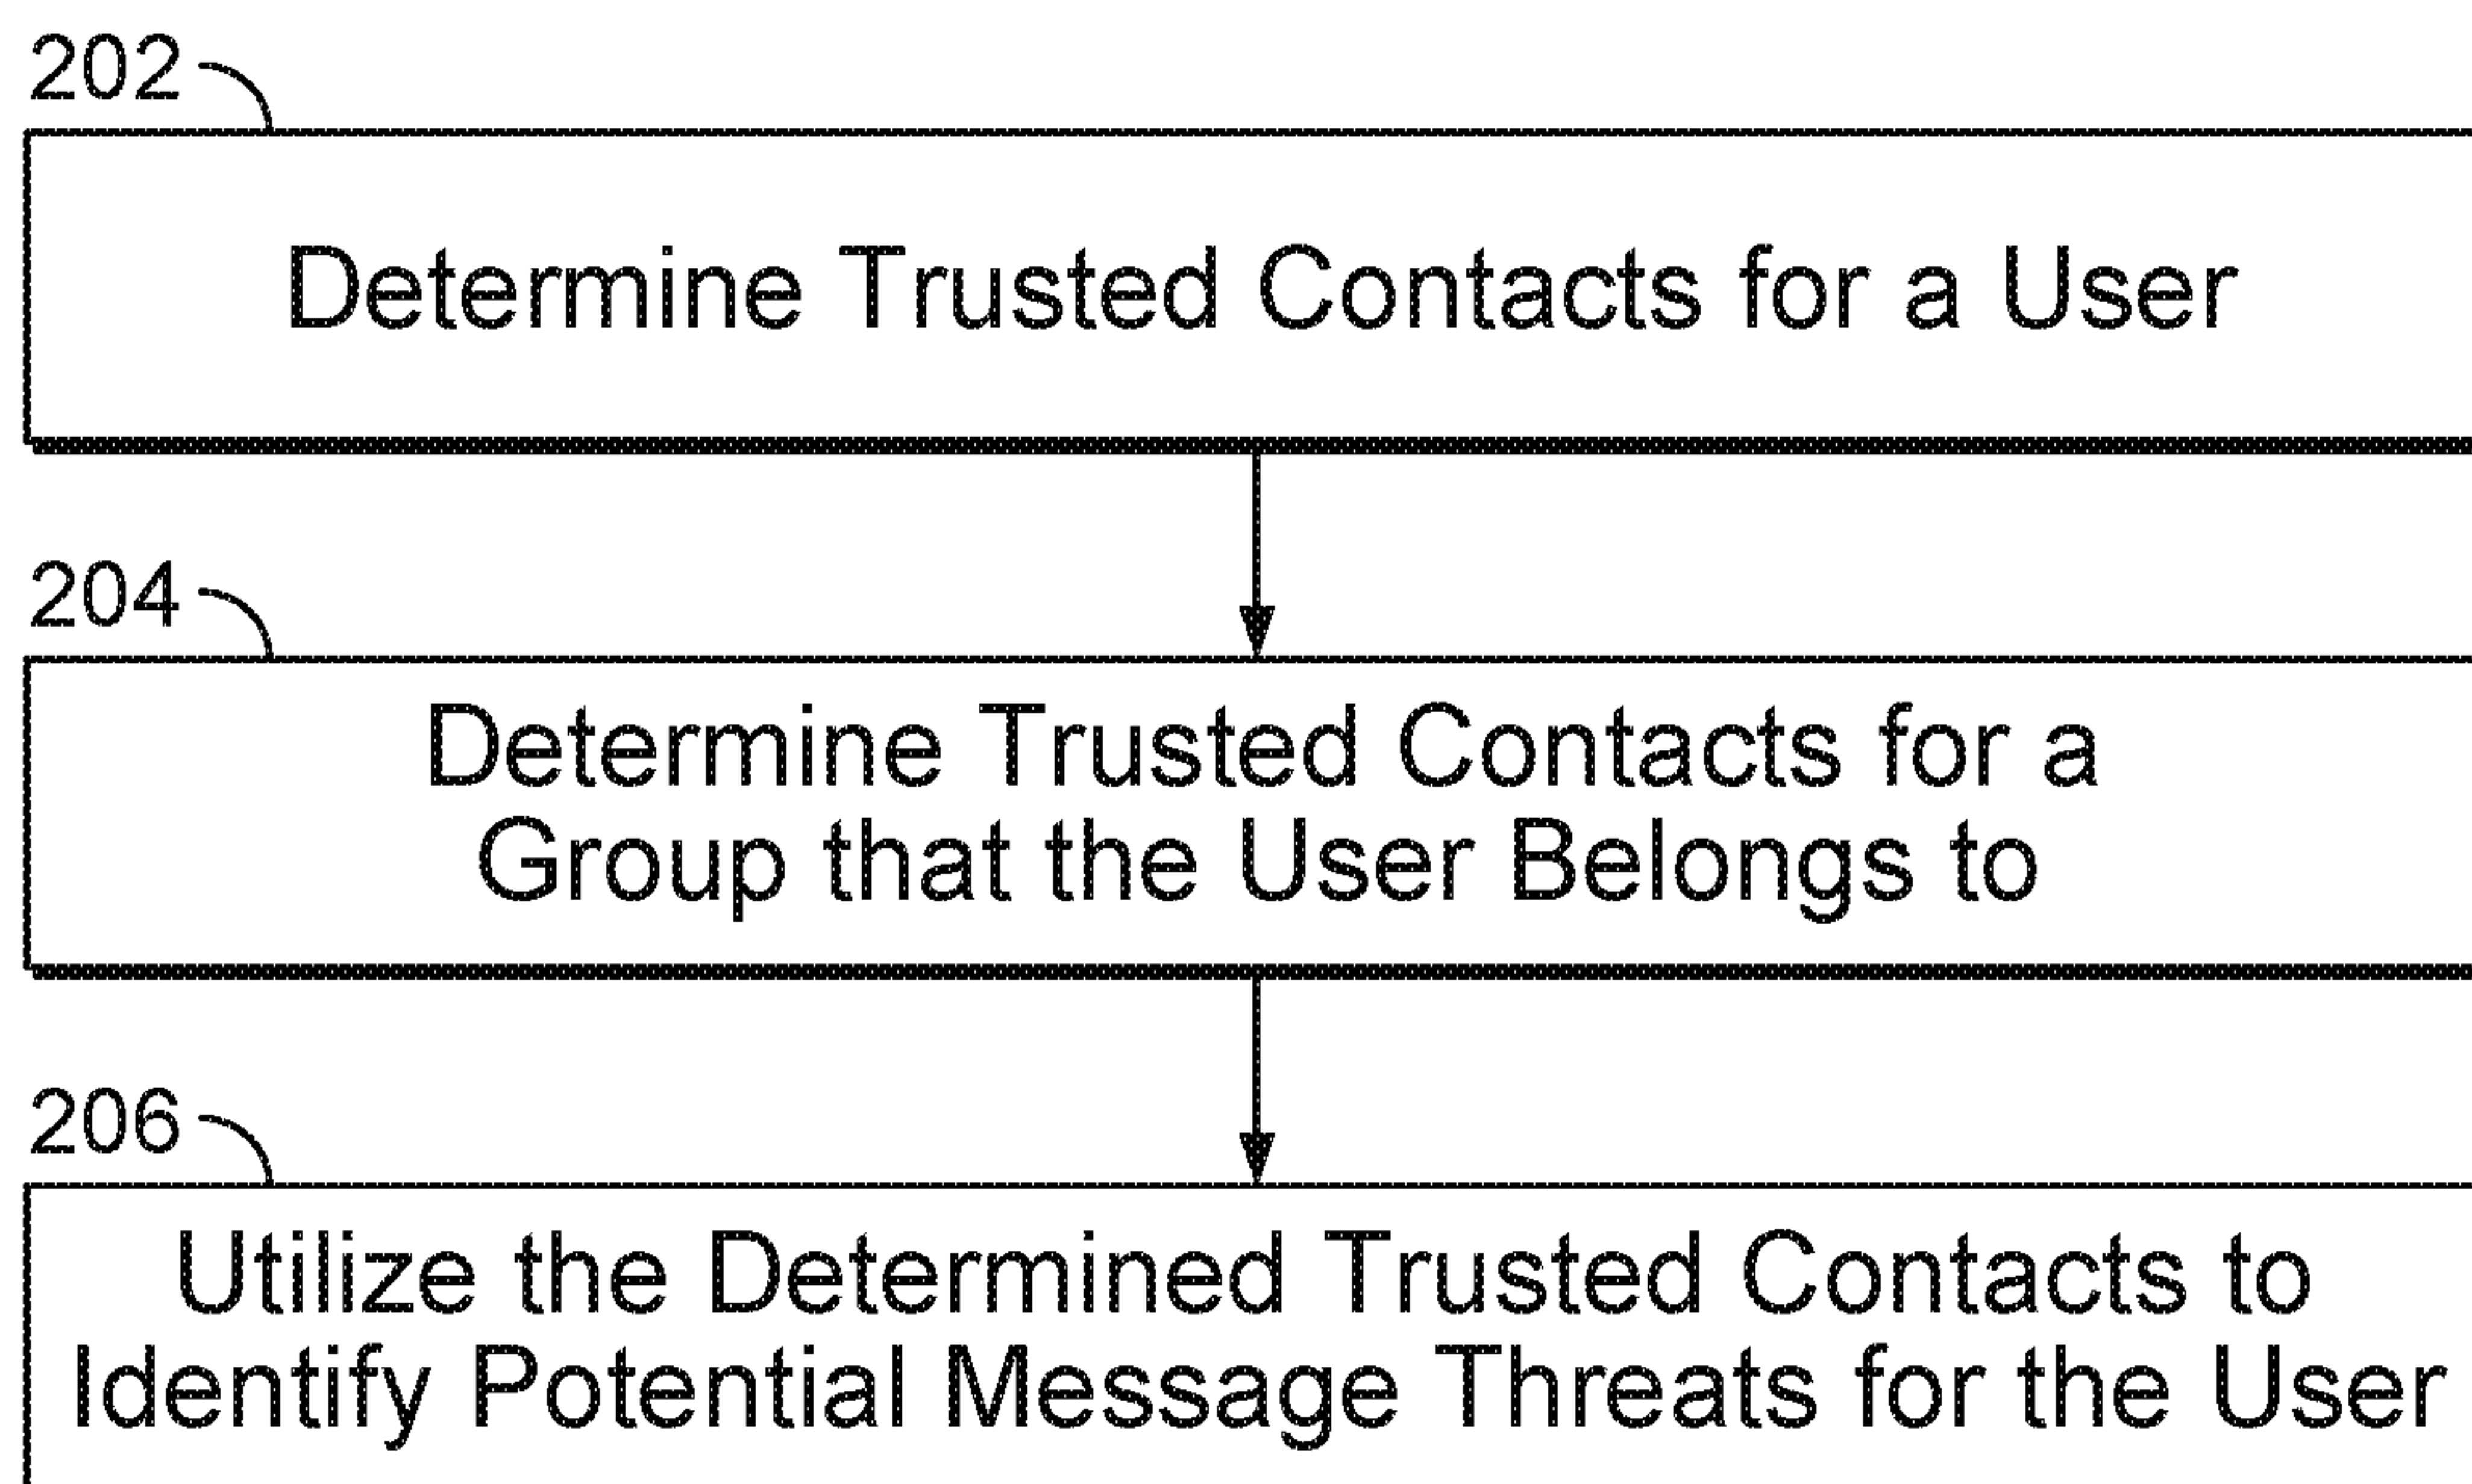 202
Determine Trusted Contacts for a User
204
Determine Trusted Contacts for a
Group that the User Belongs to
206
Utilize the Determined Trusted Contacts to
Identify Potential Message Threats for the User